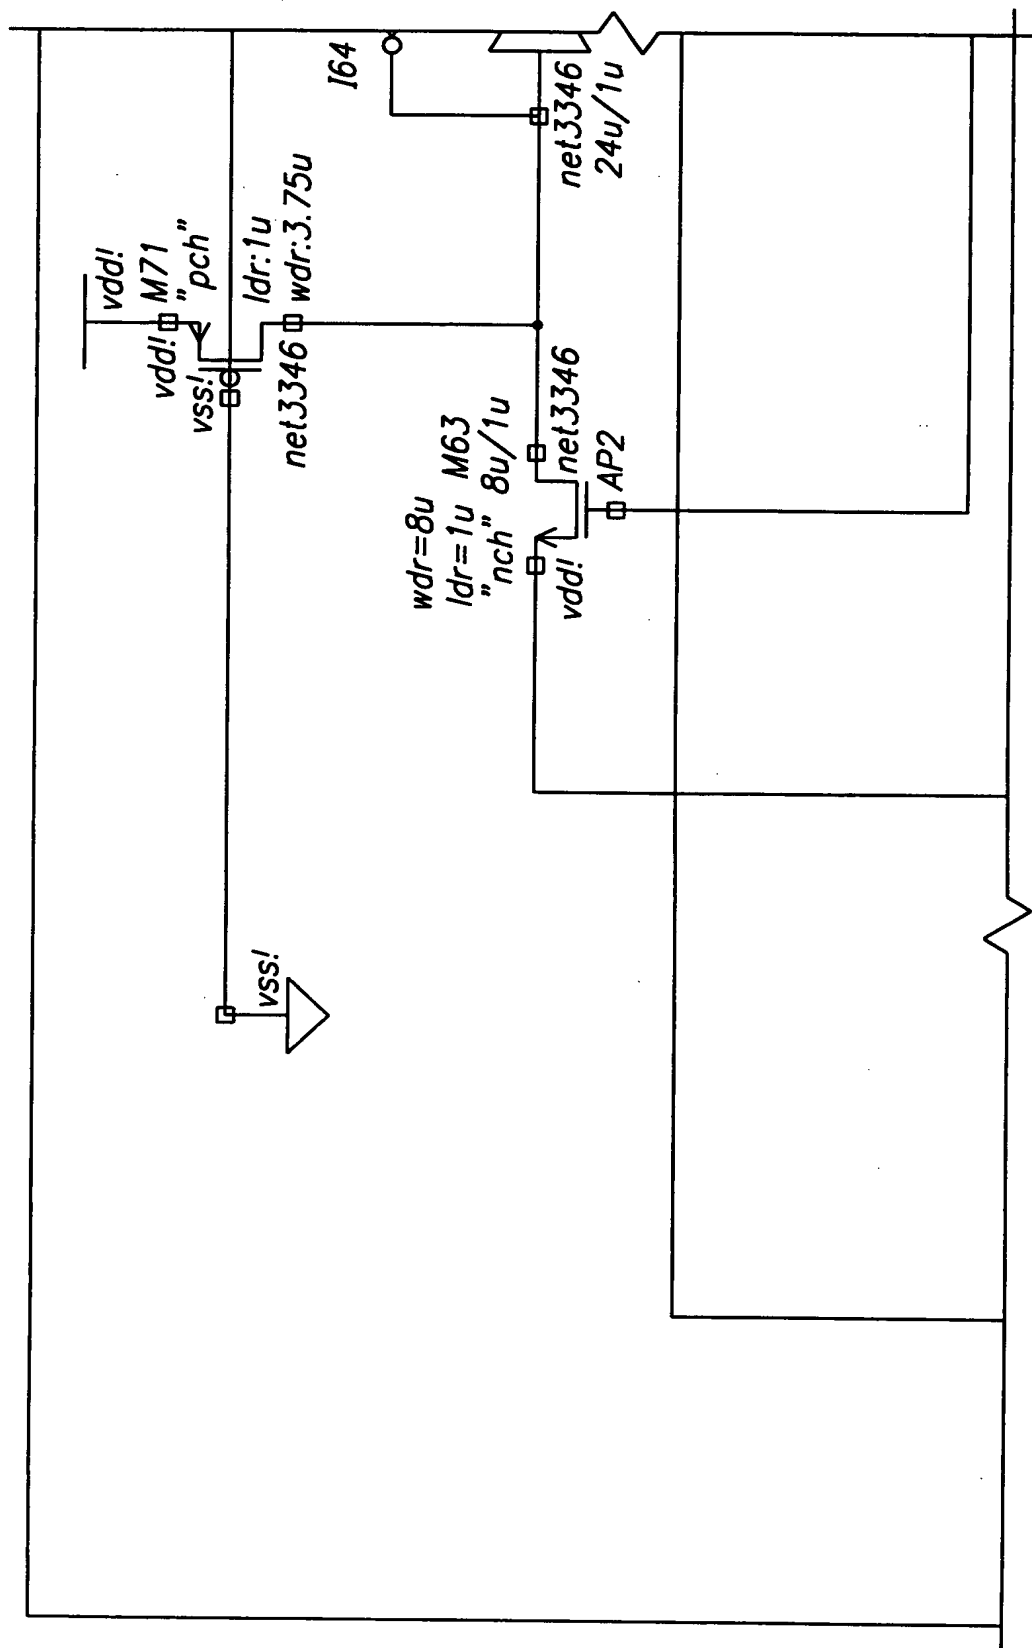 vdd!
M71
"pch"
vdd!
vss!
ldr:1u
wdr:3.75u
net3346
vss!
I64
wdr=8u
ldr=1u M63
"nch" 8u/1u
vdd!
net3346
AP2
net3346
24u/1u